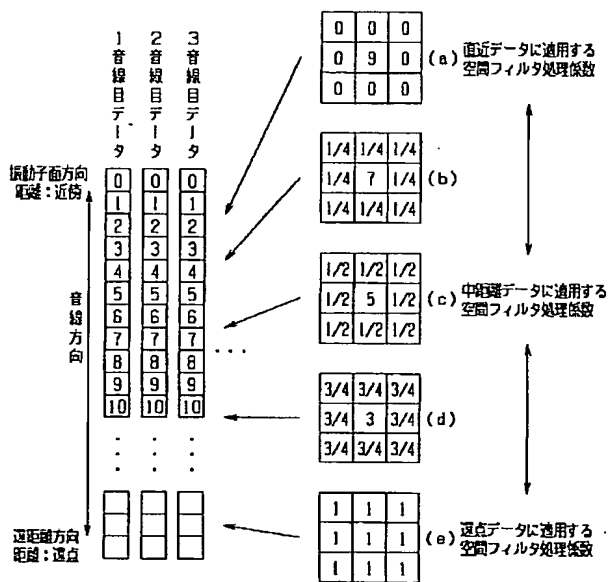 1音線目データ
2音線目データ
3音線目データ
振動子面方向
距離:近傍
音線方向
0 0 0
1 1 1
2 2 2
3 3 3
4 4 4
5 5 5
6 6 6
7 7 7
8 8 8
9 9 9
10 10 10
・・・・
遠距離方向
距離:遠点
0 0 0
0 9 0
0 0 0
(a) 直近データに適用する
空間フィルタ処理係数
1/4 1/4 1/4
1/4 7 1/4
1/4 1/4 1/4
(b)
1/2 1/2 1/2
1/2 5 1/2
1/2 1/2 1/2
(c) 中距離データに適用する
空間フィルタ処理係数
3/4 3/4 3/4
3/4 3 3/4
3/4 3/4 3/4
(d)
1 1 1
1 1 1
1 1 1
(e) 遠点データに適用する
空間フィルタ処理係数